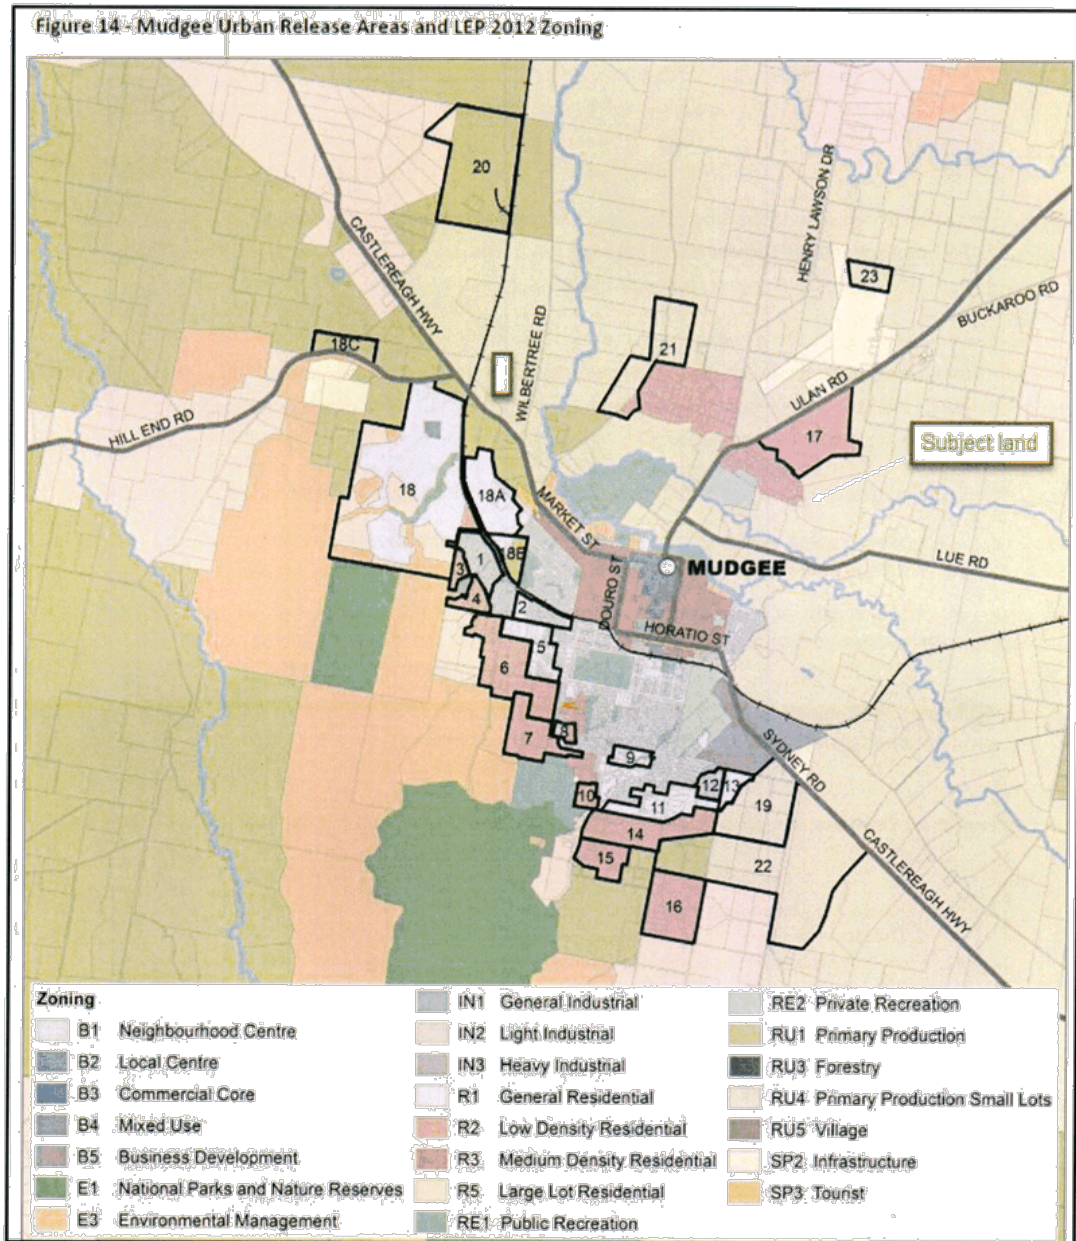 Figure 14 - Mudgee Urban Release Areas and LEP 2012 Zoning
20
CASTLEREAGH HWY
HENRY LAWSON DR
23
BUCKAROO RD
WILBERTREE RD
21
18C
ULAN RD
HILL END RD
17
Subject land
18
18A
MARKET ST
1
18B
3
LUE RD
MUDGEE
4
2
DOURO ST
HORATIO ST
5
6
7
8
9
SYDNEY RD
10
11
12
13
19
14
15
22
CASTLEREAGH HWY
16
Zoning
B1 Neighbourhood Centre
B2 Local Centre
B3 Commercial Core
B4 Mixed Use
B5 Business Development
E1 National Parks and Nature Reserves
E3 Environmental Management
IN1 General Industrial
IN2 Light Industrial
IN3 Heavy Industrial
R1 General Residential
R2 Low Density Residential
R3 Medium Density Residential
R5 Large Lot Residential
RE1 Public Recreation
RE2 Private Recreation
RU1 Primary Production
RU3 Forestry
RU4 Primary Production Small Lots
RU5 Village
SP2 Infrastructure
SP3 Tourist